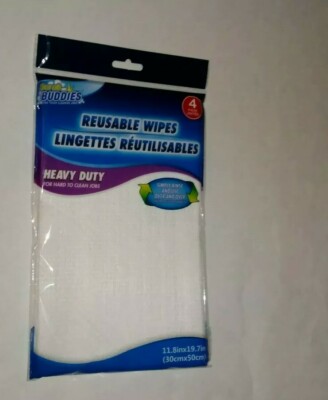 BUDDIES
4
REUSABLE WIPES
LINGETTES RÉUTILISABLES
HEAVY DUTY
FOR HARD TO CLEAN JOBS
11.8inx19.7in
(30cmx50cm)